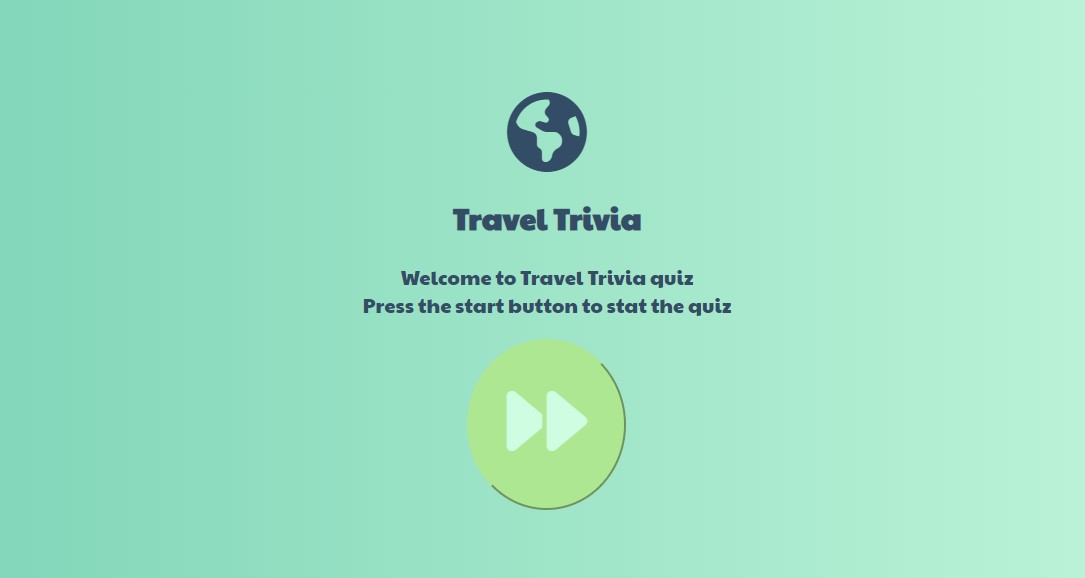 Travel Trivia
Welcome to Travel Trivia quiz
Press the start button to stat the quiz